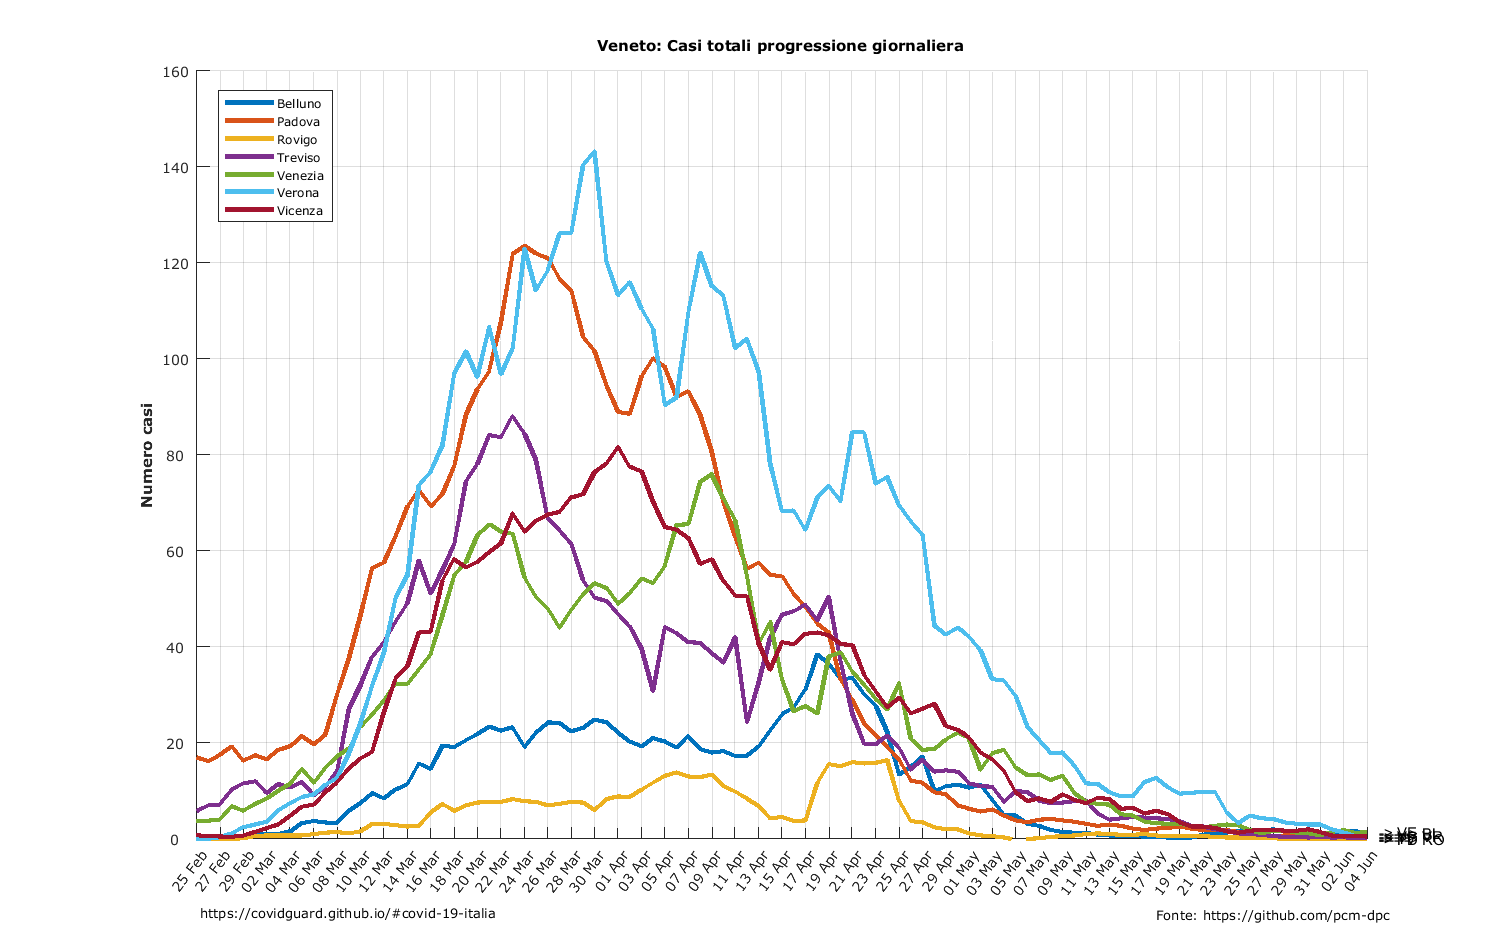 Veneto: Casi totali progressione giornaliera
Numero casi
160
140
120
100
80
60
40
20
0
Belluno
Padova
Rovigo
Treviso
Venezia
Verona
Vicenza
25 Feb
27 Feb
29 Feb
02 Mar
04 Mar
06 Mar
08 Mar
10 Mar
12 Mar
14 Mar
16 Mar
18 Mar
20 Mar
22 Mar
24 Mar
26 Mar
28 Mar
30 Mar
01 Apr
03 Apr
05 Apr
07 Apr
09 Apr
11 Apr
13 Apr
15 Apr
17 Apr
19 Apr
21 Apr
23 Apr
25 Apr
27 Apr
29 Apr
01 May
03 May
05 May
07 May
09 May
11 May
13 May
15 May
17 May
19 May
21 May
23 May
25 May
27 May
29 May
31 May
02 Jun
04 Jun
https://covidguard.github.io/#covid-19-italia
Fonte: https://github.com/pcm-dpc